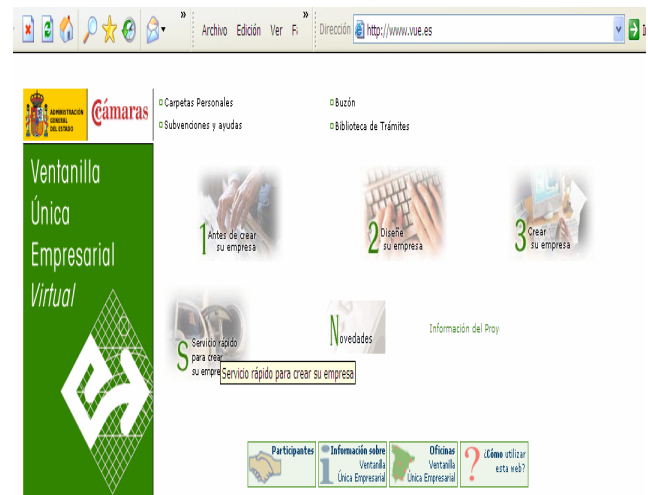 »
Archivo Edición Ver F
»
Dirección http://www.vue.es
ADMINISTRACIÓN
GENERAL
DEL ESTADO
Cámaras
Carpetas Personales
Buzón
Subvenciones y ayudas
Biblioteca de Trámites
Ventanilla
Única
Empresarial
Virtual
1 Antes de crear
su empresa
2 Diseñe
su empresa
3 Crear
su empresa
Servicio rápido
para crear
su empre
Servicio rápido para crear su empresa
Novedades
Información del Proy
Participantes
Información sobre
Ventanilla
Única Empresarial
Oficinas
Ventanilla
Única Empresarial
¿Cómo utilizar
esta web?